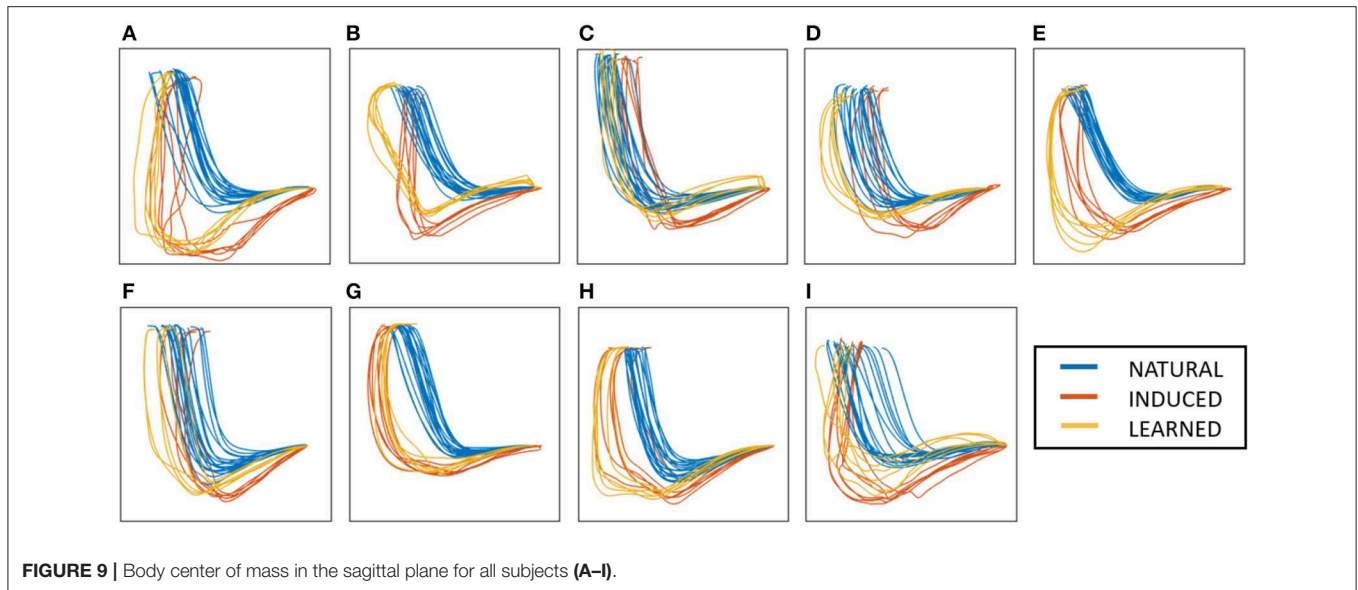 A
B
C
D
E
F
G
H
I
NATURAL
INDUCED
LEARNED
FIGURE 9 | Body center of mass in the sagittal plane for all subjects (A–I).